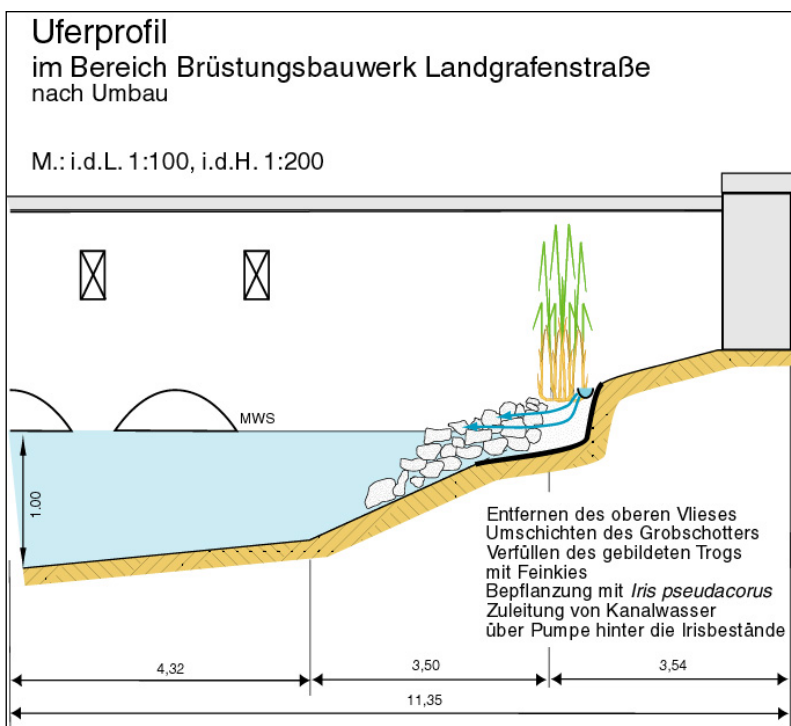 Uferprofil
im Bereich Brüstungsbauwerk Landgrafenstraße
nach Umbau
M.: i.d.L. 1:100, i.d.H. 1:200
MWS
1.00
Entfernen des oberen Vlieses
Umschichten des Grobschotters
Verfüllen des gebildeten Trogs
mit Feinkies
Bepflanzung mit Iris pseudacorus
Zuleitung von Kanalwasser
über Pumpe hinter die Irisbestände
4,32
3,50
3,54
11,35